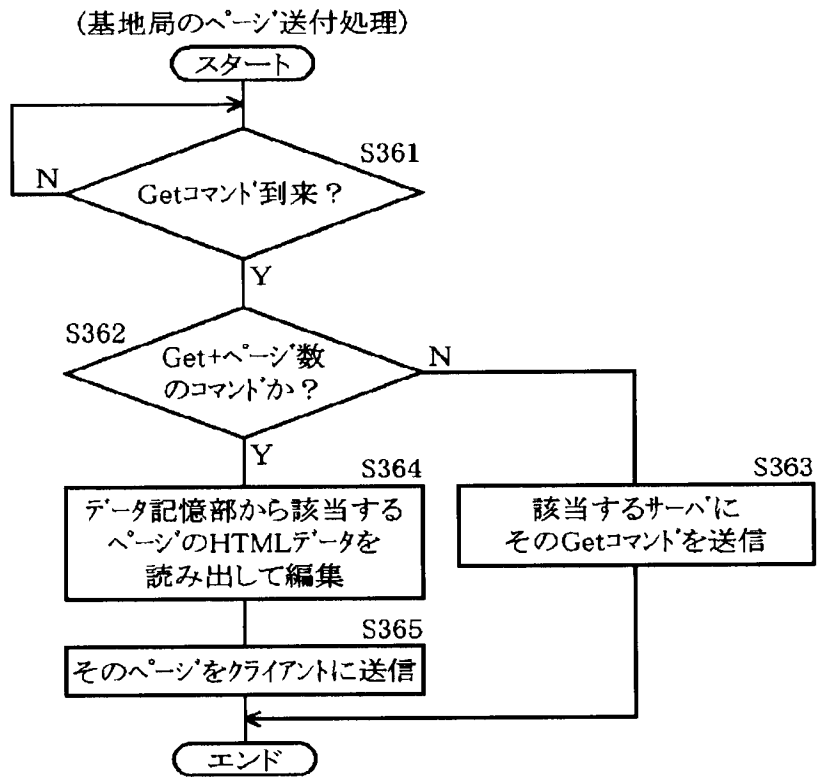 (基地局のページ送付処理)
スタート
S361
N
Getコマンド到来？
Y
S362
Get+ページ数
のコマンドか？
N
Y
S364
データ記憶部から該当する
ページのHTMLデータを
読み出して編集
S363
該当するサーバに
そのGetコマンドを送信
S365
そのページをクライアントに送信
エンド